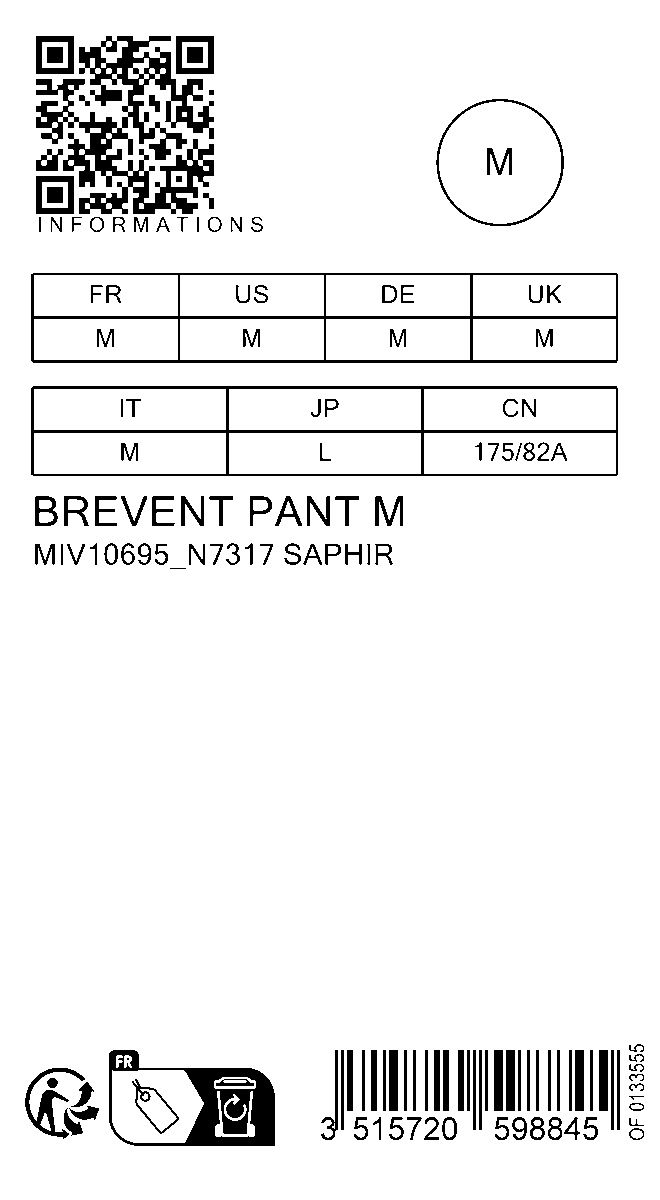 INFORMATIONS
M
FR US DE UK
M M M M
IT JP CN
M L 175/82A
BREVENT PANT M
MIV10695_N7317 SAPHIR
FR
3 515720 598845
OF 0133555